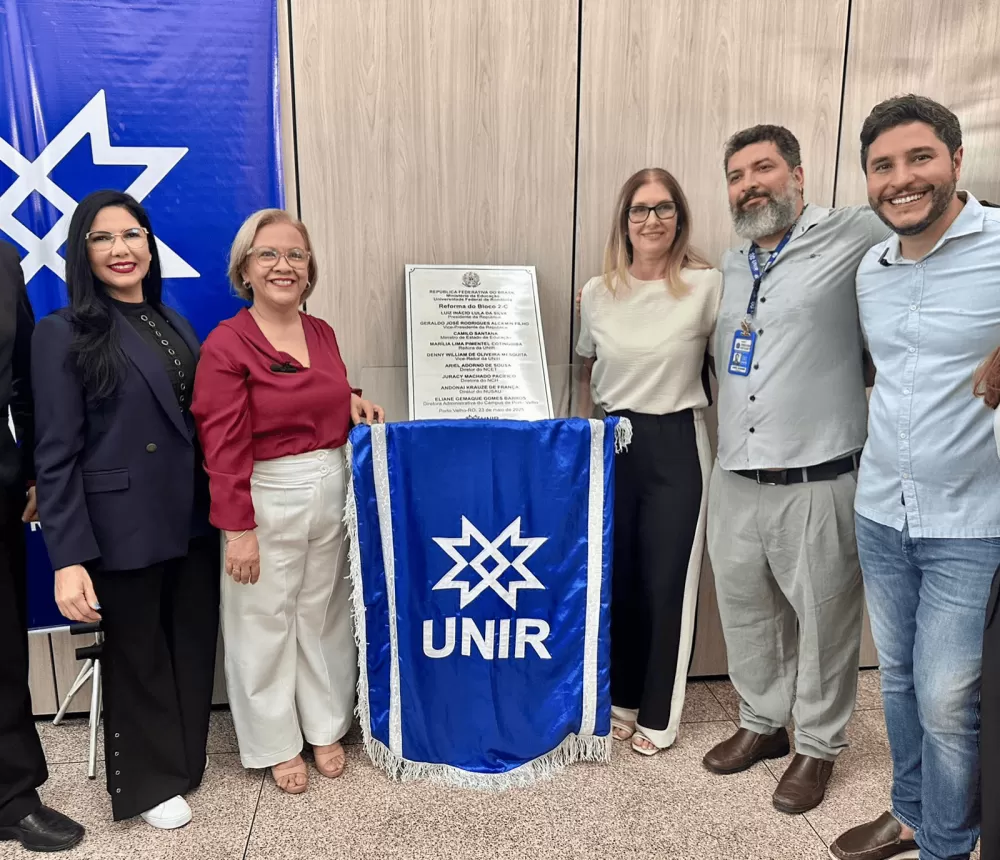 REPÚBLICA FEDERATIVA DO BRASIL
Ministério da Educação
Universidade Federal de Rondônia
Reforma do Bloco 2-C
LUIZ INÁCIO LULA DA SILVA
Presidente da República
GERALDO JOSÉ RODRIGUES ALCKMIN FILHO
Vice-Presidente da República
CAMILO SANTANA
Ministro de Estado da Educação
MARÍLIA LIMA PIMENTEL COTINGUIBA
Reitora da UNIR
DENNY WILLIAM DE OLIVEIRA MESQUITA
Vice-Reitor da UNIR
ARIEL ADORNO DE SOUSA
Diretor do NCET
JURACY MACHADO PACÍFICO
Diretora do NCH
ANDONAI KRAUZE DE FRANÇA
Diretor do NUSAU
ELIANE GEMAQUE GOMES BARROS
Diretora Administrativa do Campus de Porto Velho
Porto Velho-RO, 23 de maio de 2025
UNIR
UNIR